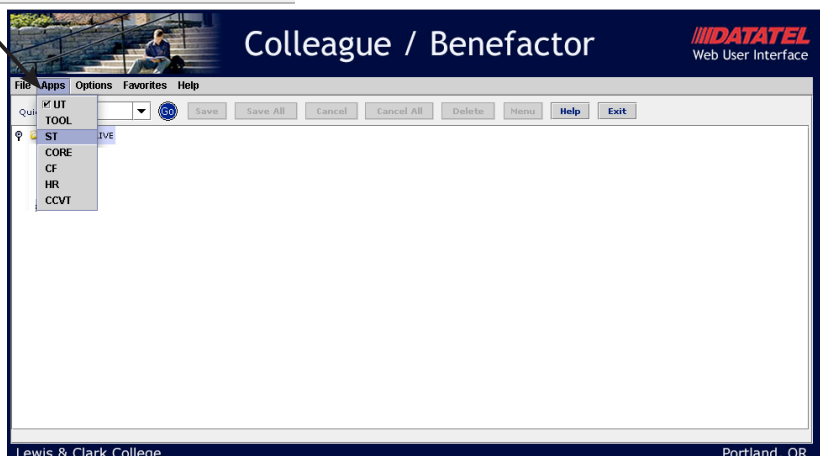 Colleague / Benefactor
DATATEL
Web User Interface
File Apps Options Favorites Help
Go Save Save All Cancel Cancel All Delete Menu Help Exit
UT
TOOL
ST
CORE
CF
HR
CCVT
Lewis & Clark College
Portland, OR